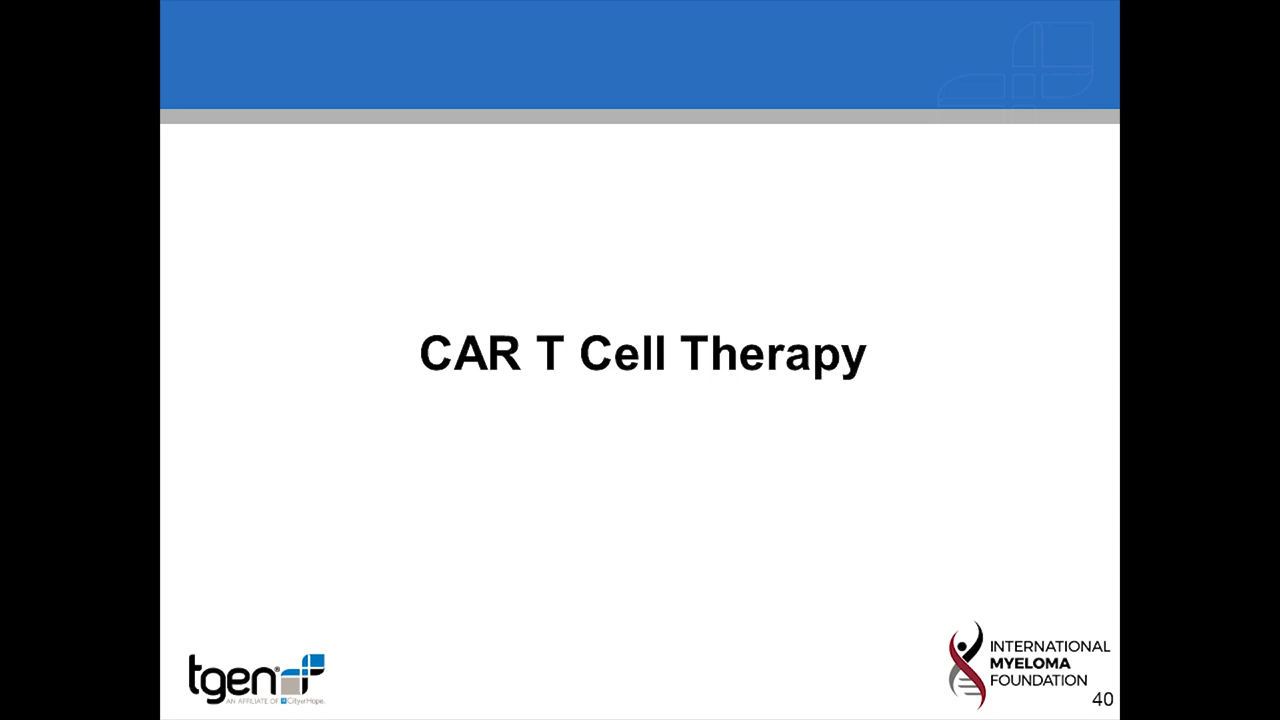 CAR T Cell Therapy
tgen®
AN AFFILIATE OF City of Hope.
INTERNATIONAL
MYELOMA
FOUNDATION
40